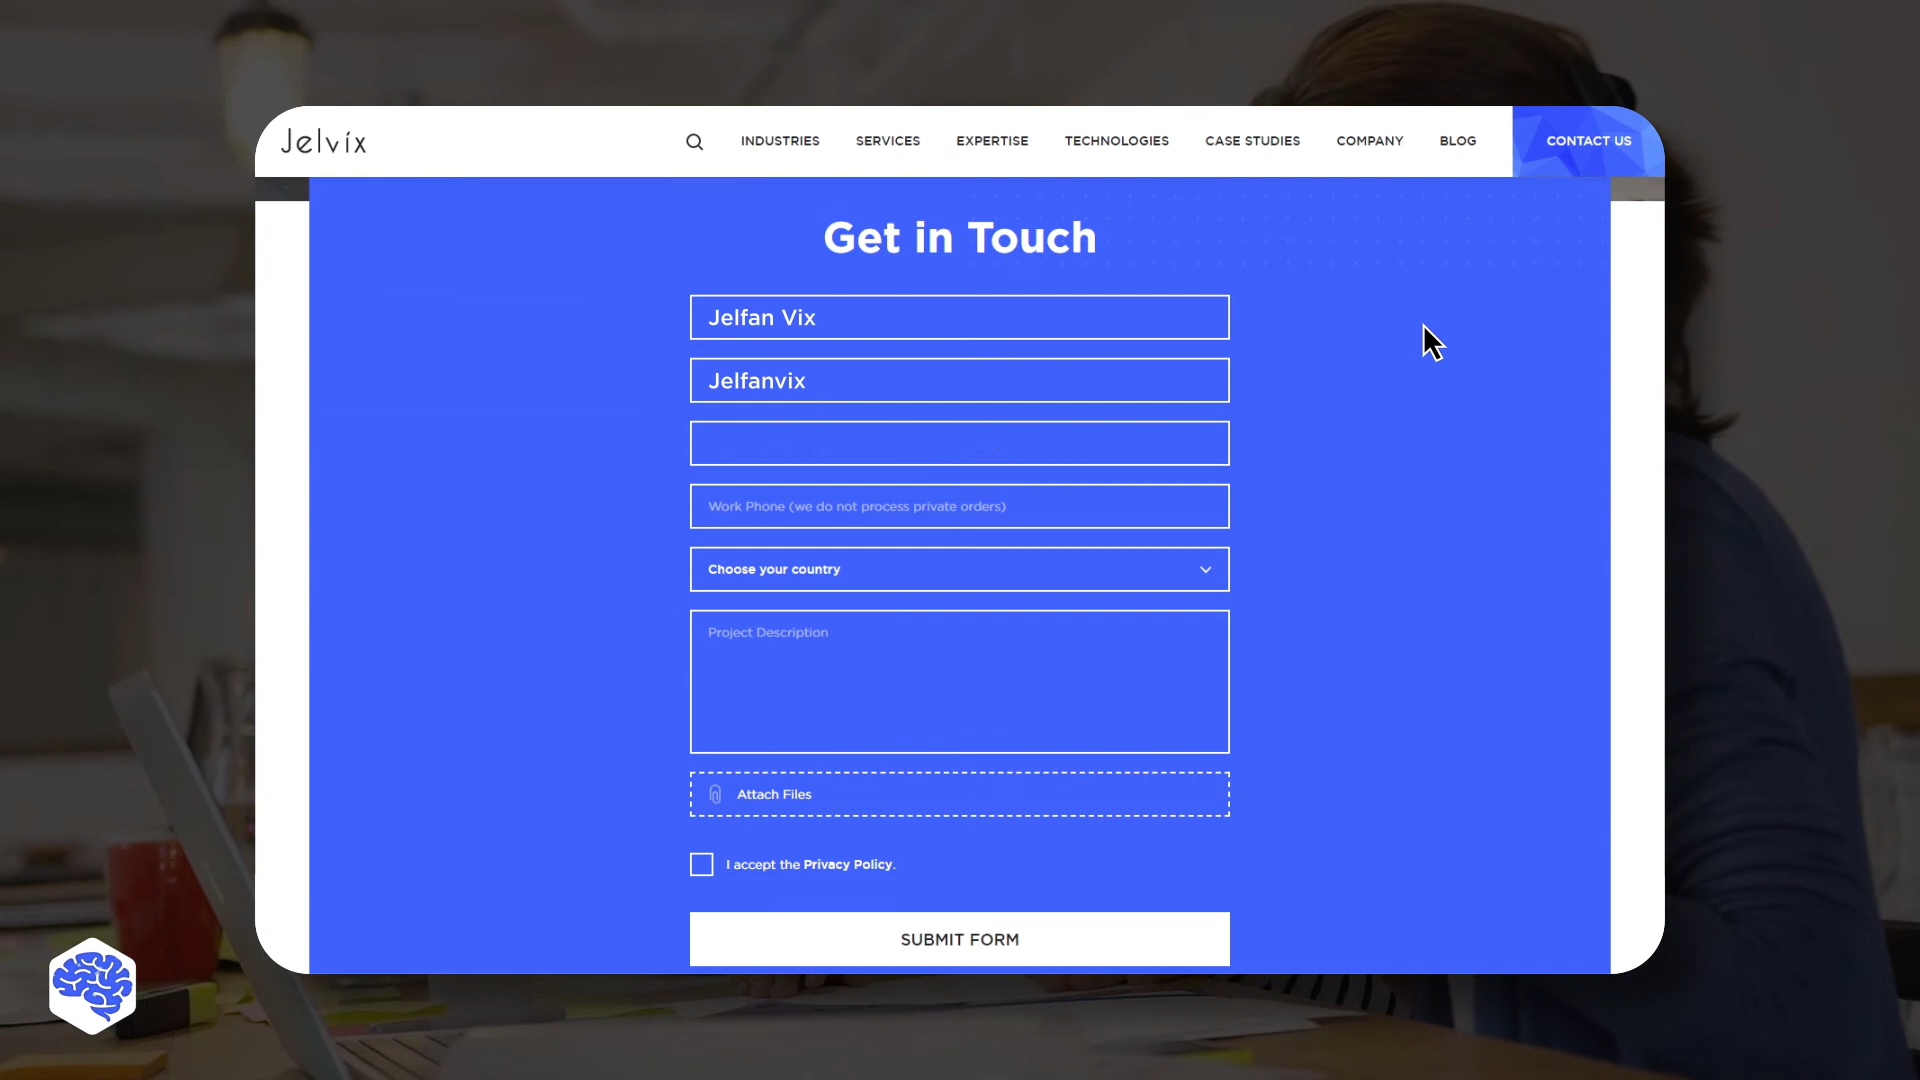 Jelvix
INDUSTRIES
SERVICES
EXPERTISE
TECHNOLOGIES
CASE STUDIES
COMPANY
BLOG
CONTACT US
Get in Touch
Jelfan Vix
Jelfanvix
Work Phone (we do not process private orders)
Choose your country
Project Description
Attach Files
I accept the Privacy Policy.
SUBMIT FORM